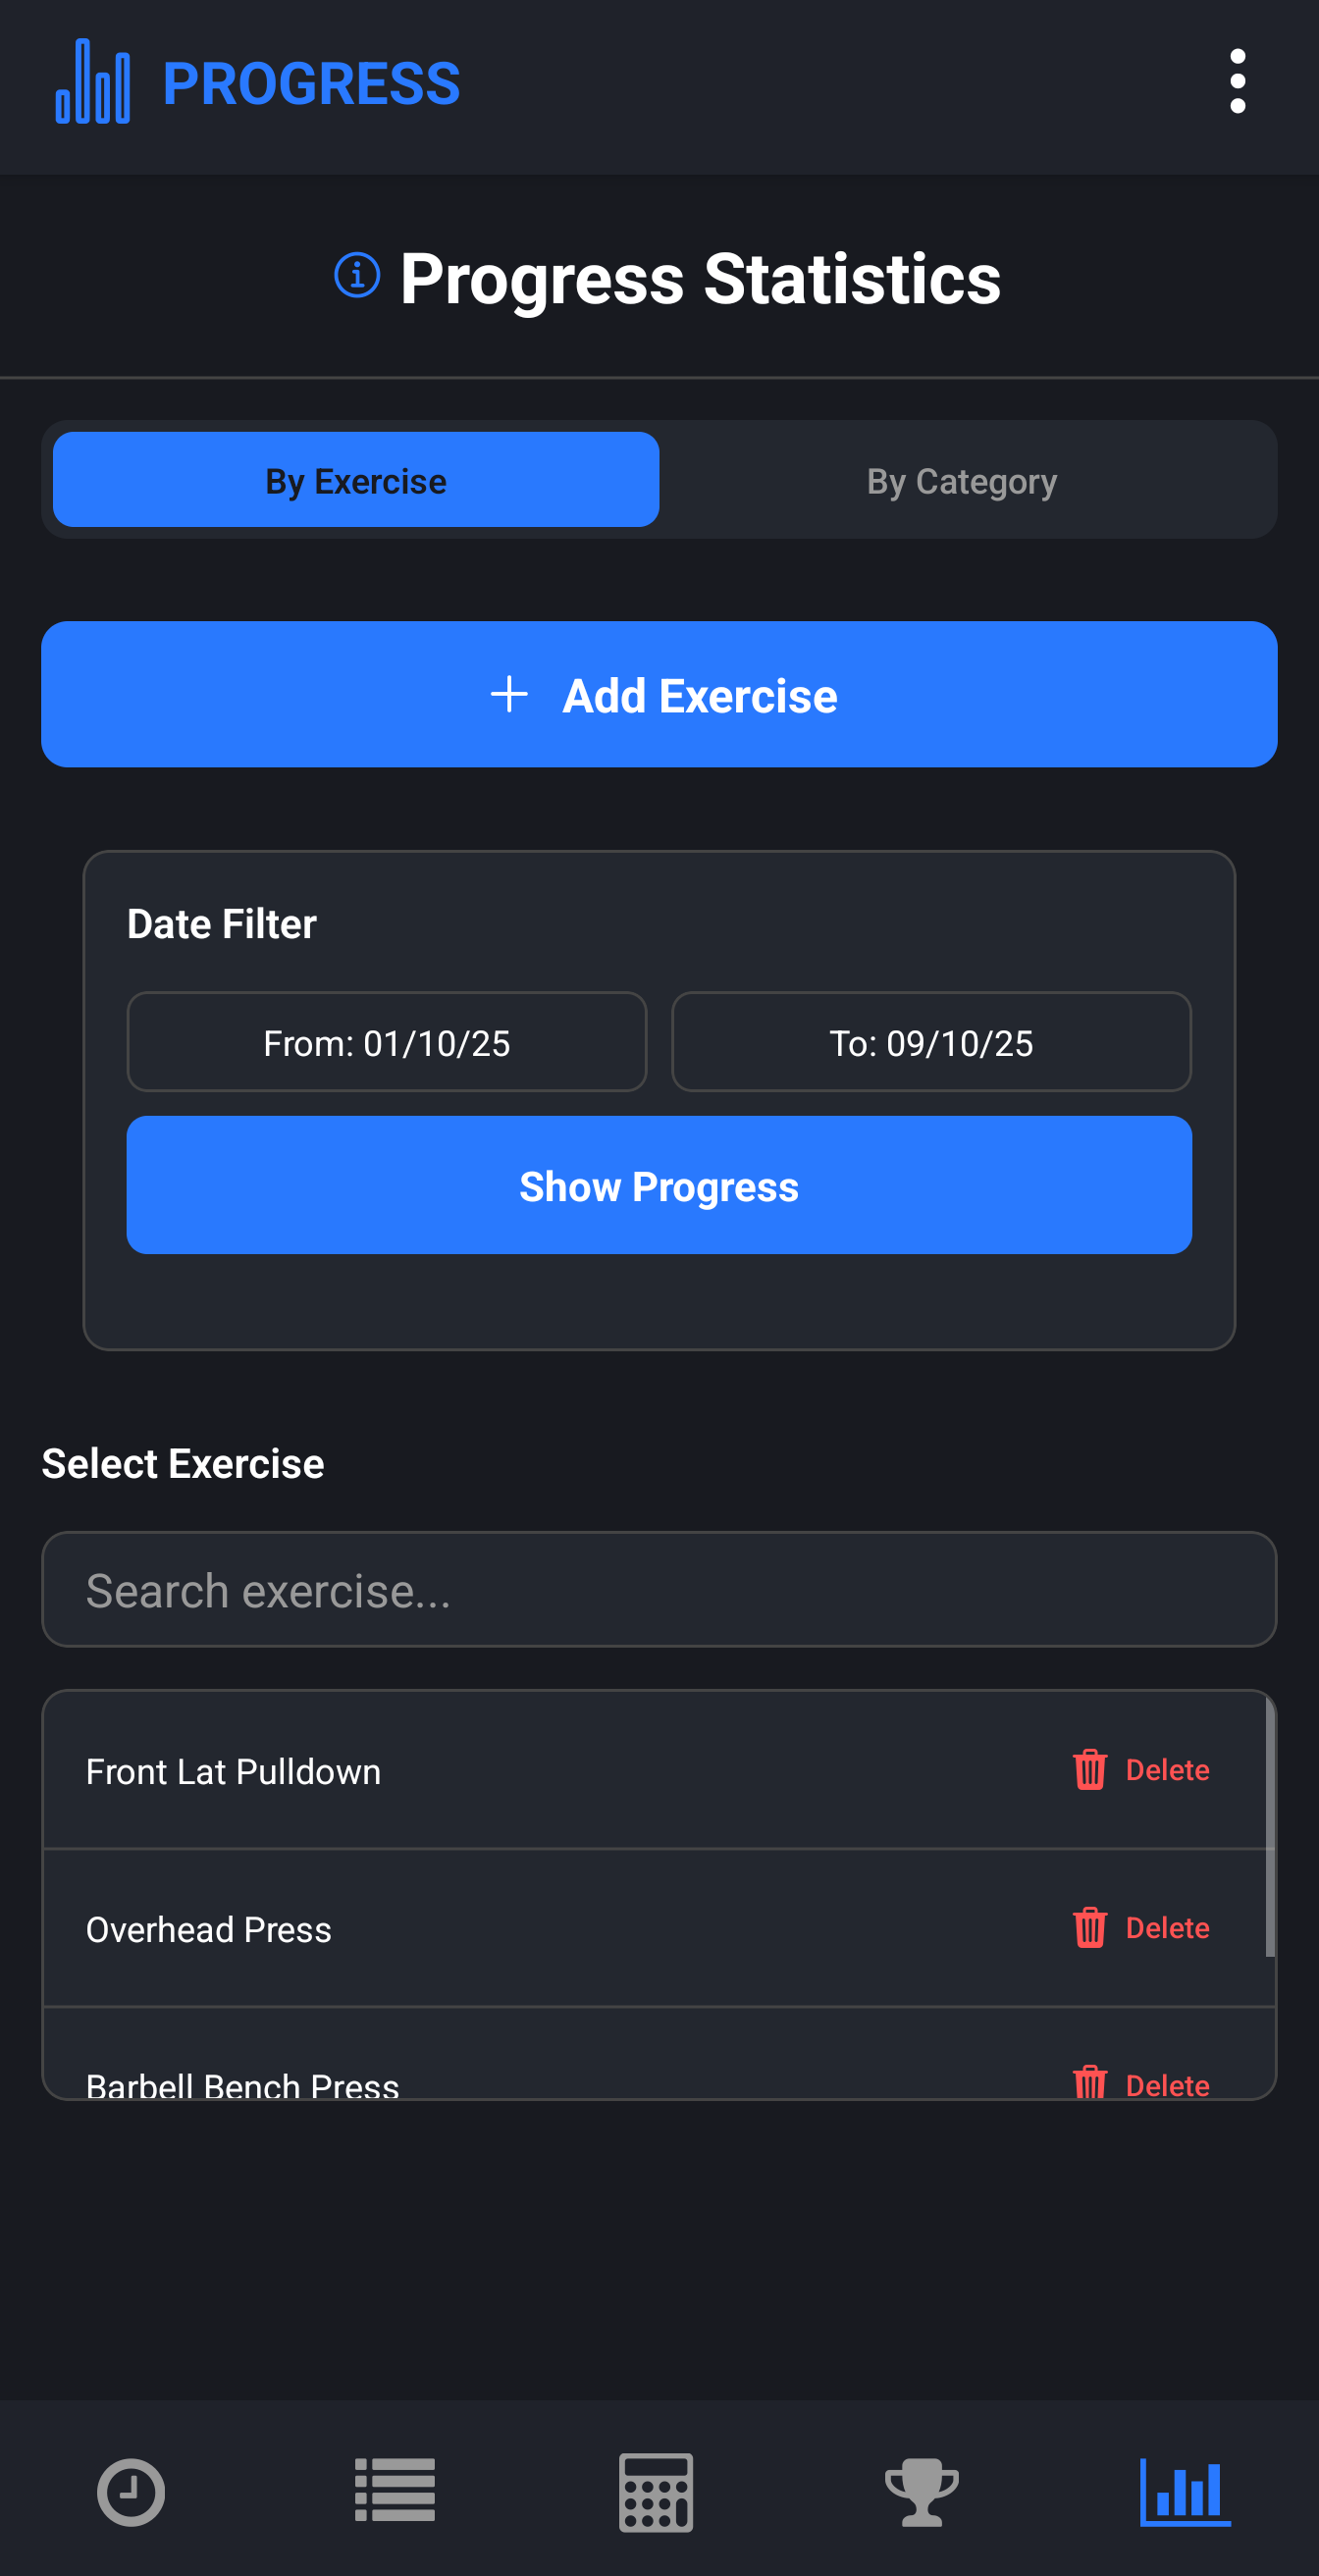 PROGRESS
Progress Statistics
By Exercise
By Category
Add Exercise
Date Filter
From: 01/10/25
To: 09/10/25
Show Progress
Select Exercise
Search exercise...
Front Lat Pulldown
Delete
Overhead Press
Delete
Barbell Bench Press
Delete